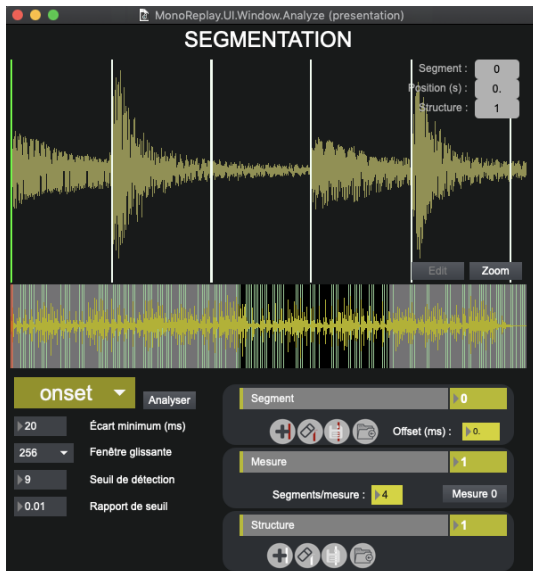 MonoReplay.UI.Window.Analyze (presentation)
SEGMENTATION
Segment : 0
Position (s) : 0.
Structure : 1
Edit Zoom
onset Analyser
20 Écart minimum (ms)
256 Fenêtre glissante
9 Seuil de détection
0.01 Rapport de seuil
Segment 0
Offset (ms) : 0.
Mesure 1
Segments/mesure : 4 Mesure 0
Structure 1